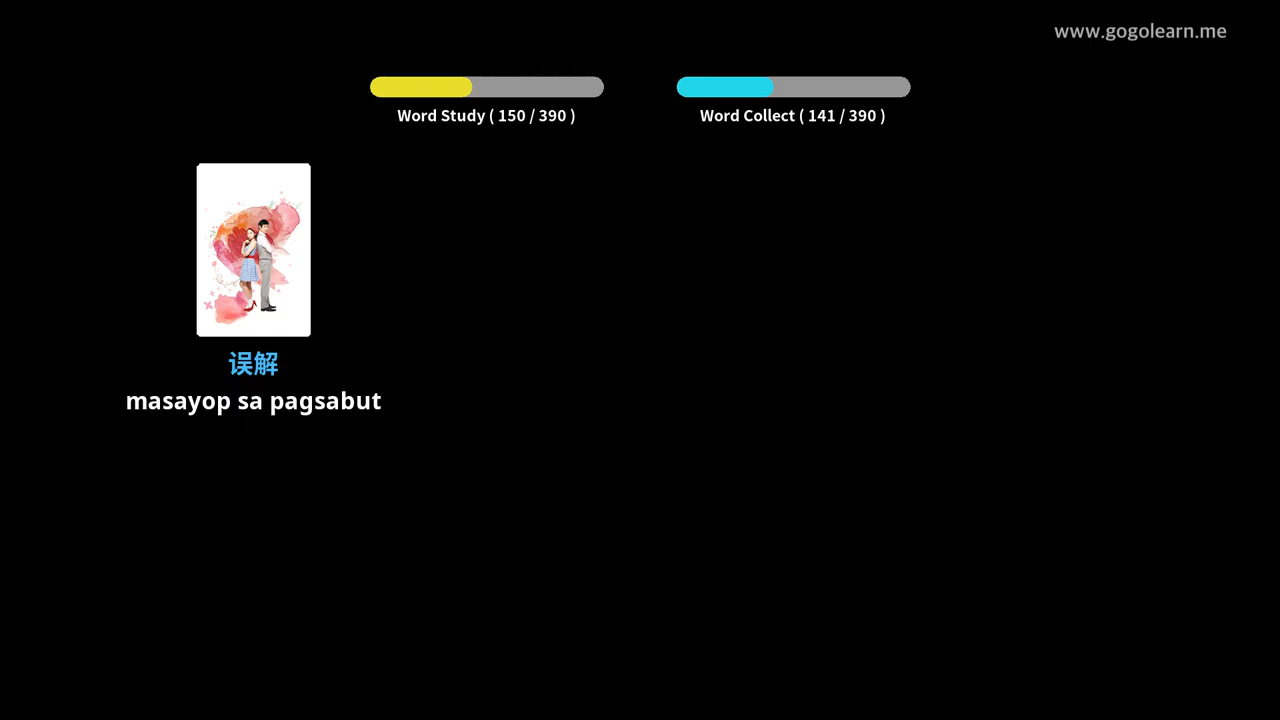 www.gogolearn.me
Word Study ( 150 / 390 )
Word Collect ( 141 / 390 )
误解
masayop sa pagsabut